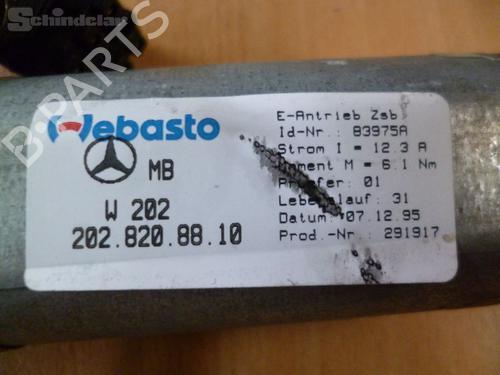 Schindelar
B-PARTS
Webasto
MB
W 202
202.820.88.10
E-Antrieb Zsb
Id-Nr.: 83975A
Strom I = 12.3 A
M = 6.1 Nm
01
31
Datum: 07.12.95
Prod.-Nr.: 291917